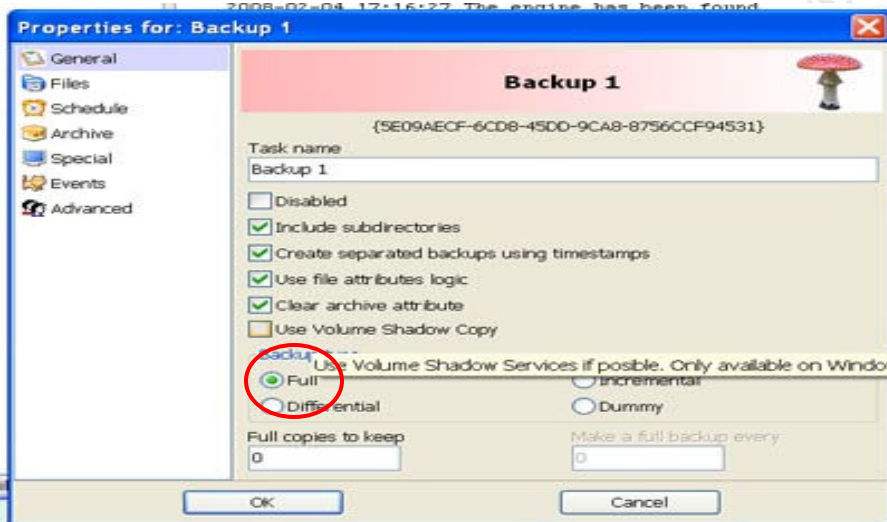 2008-02-04 17:16:27 The engine has been found.
Properties for: Backup 1
General
Files
Schedule
Archive
Special
Events
Advanced
Backup 1
{5E09AECF-6CD8-45DD-9CA8-8756CCF94531}
Task name
Backup 1
Disabled
Include subdirectories
Create separated backups using timestamps
Use file attributes logic
Clear archive attribute
Use Volume Shadow Copy
Backup
Use Volume Shadow Services if posible. Only available on Windo
Full
Incremental
Differential
Dummy
Full copies to keep
Make a full backup every
0
0
OK
Cancel